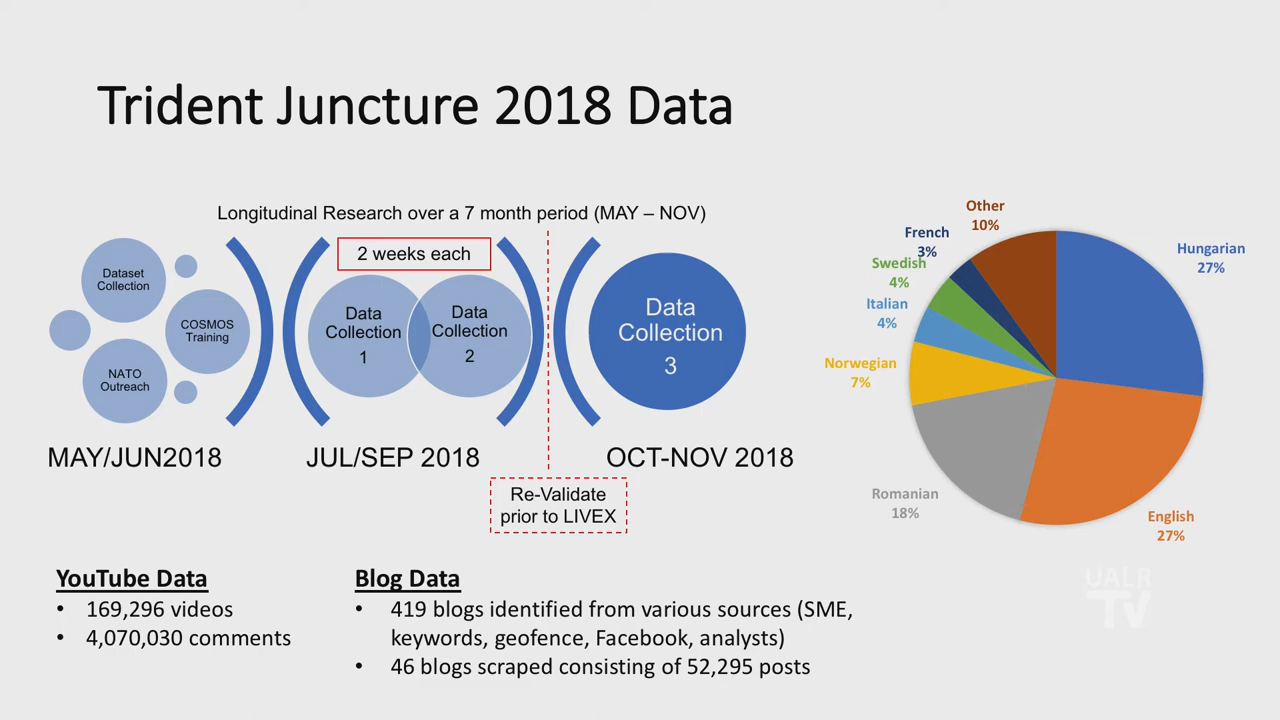 Trident Juncture 2018 Data
Longitudinal Research over a 7 month period (MAY – NOV)
2 weeks each
Dataset
Collection
COSMOS
Training
NATO
Outreach
Data
Collection
1
Data
Collection
2
Data
Collection
3
MAY/JUN2018
JUL/SEP 2018
OCT-NOV 2018
Re-Validate
prior to LIVEX
Other
10%
French
3%
Swedish
4%
Italian
4%
Norwegian
7%
Romanian
18%
Hungarian
27%
English
27%
YouTube Data
• 169,296 videos
• 4,070,030 comments
Blog Data
• 419 blogs identified from various sources (SME,
keywords, geofence, Facebook, analysts)
• 46 blogs scraped consisting of 52,295 posts
UALR
TV